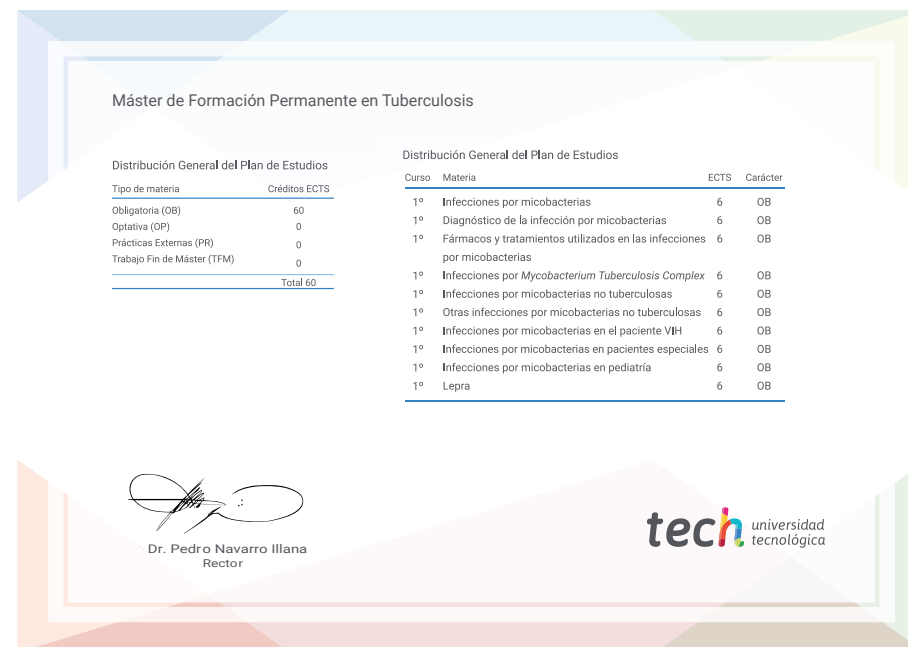 Máster de Formación Permanente en Tuberculosis
Distribución General del Plan de Estudios
Tipo de materia Créditos ECTS
Obligatoria (OB) 60
Optativa (OP) 0
Prácticas Externas (PR) 0
Trabajo Fin de Máster (TFM) 0
Total 60
Distribución General del Plan de Estudios
Curso Materia ECTS Carácter
1º Infecciones por micobacterias 6 OB
1º Diagnóstico de la infección por micobacterias 6 OB
1º Fármacos y tratamientos utilizados en las infecciones 6 OB
por micobacterias
1º Infecciones por Mycobacterium Tuberculosis Complex 6 OB
1º Infecciones por micobacterias no tuberculosas 6 OB
1º Otras infecciones por micobacterias no tuberculosas 6 OB
1º Infecciones por micobacterias en el paciente VIH 6 OB
1º Infecciones por micobacterias en pacientes especiales 6 OB
1º Infecciones por micobacterias en pediatría 6 OB
1º Lepra 6 OB
Dr. Pedro Navarro Illana
Rector
tech universidad
tecnológica